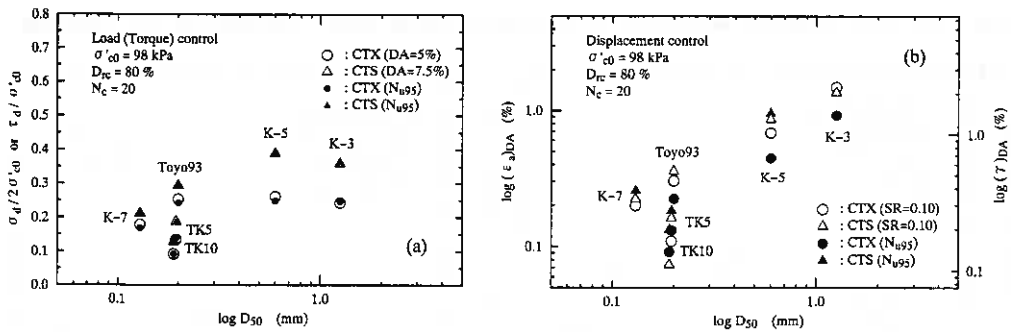 0.8
0.7
0.6
0.5
0.4
0.3
0.2
0.1
0.0
σd/2σ'c0 or τd/σ'c0
Load (Torque) control
σ'c0 = 98 kPa
Drc = 80 %
Nc = 20
○ : CTX (DA=5%)
△ : CTS (DA=7.5%)
● : CTX (Nu95)
▲ : CTS (Nu95)
K-5
K-3
Toyo93
K-7
TK5
TK10
(a)
0.1
1.0
log D50 (mm)
1.0
0.1
log (εa)DA (%)
Displacement control
σ'c0 = 98 kPa
Drc = 80 %
Nc = 20
(b)
K-3
K-5
Toyo93
K-7
TK5
TK10
○ : CTX (SR=0.10)
△ : CTS (SR=0.10)
● : CTX (Nu95)
▲ : CTS (Nu95)
1.0
0.1
log (γ)DA (%)
0.1
1.0
log D50 (mm)